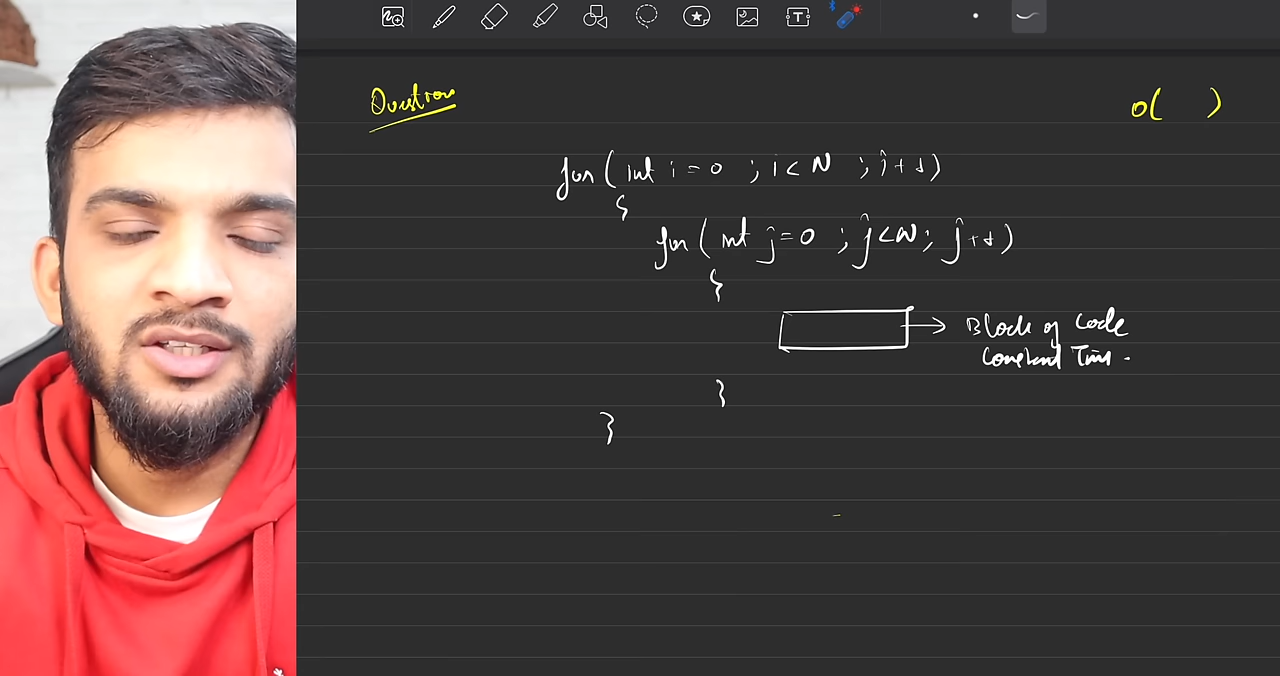 Question
O( )
for ( int i = 0 ; i < N ; i++)
{
for ( int j = 0 ; j < N ; j++)
{
→ Block of Code
Constant Time.
}
}